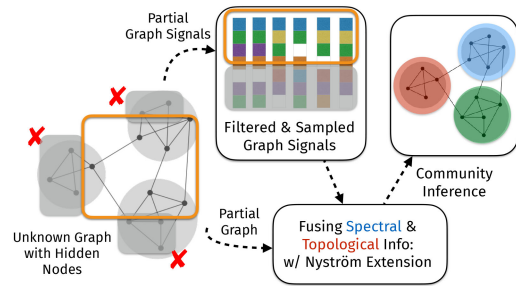 Partial
Graph Signals
Filtered & Sampled
Graph Signals
Community
Inference
Unknown Graph
with Hidden
Nodes
Partial
Graph
Fusing Spectral &
Topological Info:
w/ Nyström Extension